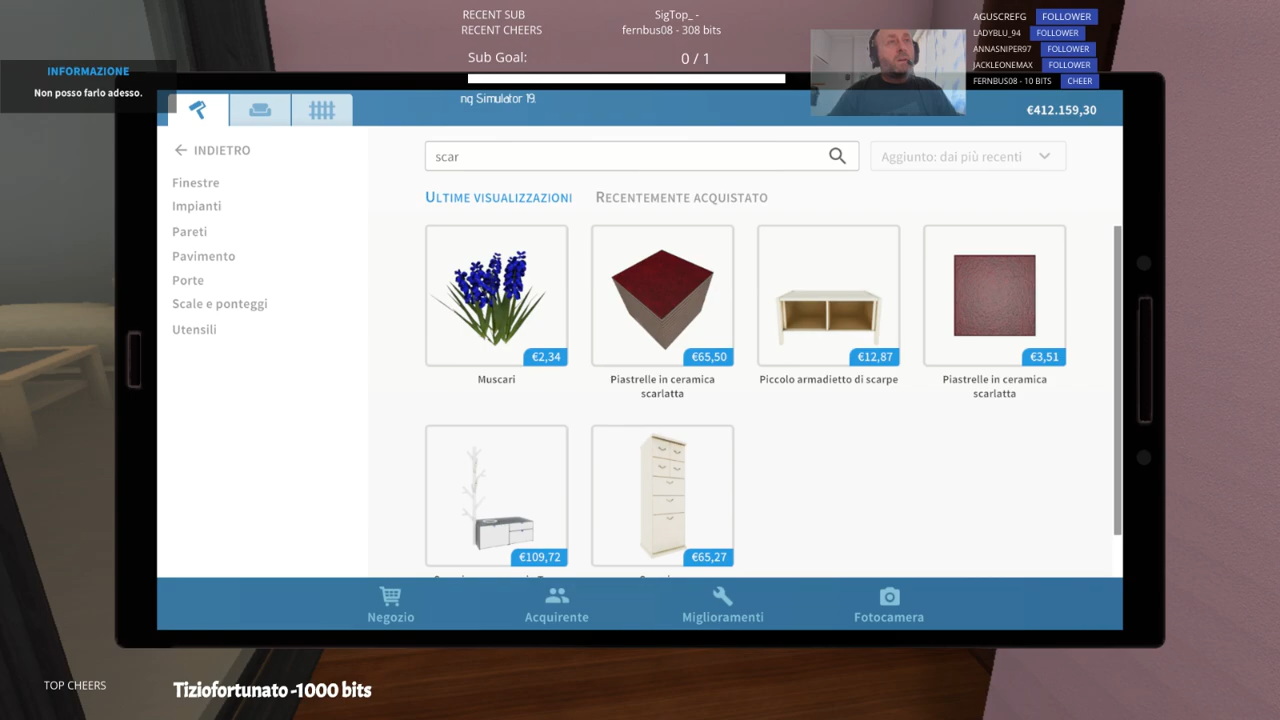 RECENT SUB
SigTop_ -
RECENT CHEERS
fernbus08 - 308 bits
Sub Goal:
0 / 1
AGUSCREFG FOLLOWER
LADYBLU_94 FOLLOWER
ANNASNIPER97 FOLLOWER
JACKLEONEMAX FOLLOWER
FERNBUS08 - 10 BITS CHEER
INFORMAZIONE
Non posso farlo adesso.
ng Simulator 19.
€412.159,30
INDIETRO
Finestre
Impianti
Pareti
Pavimento
Porte
Scale e ponteggi
Utensili
scar
Aggiunto: dai più recenti
ULTIME VISUALIZZAZIONI
RECENTEMENTE ACQUISTATO
€2,34
Muscari
€65,50
Piastrelle in ceramica
scarlatta
€12,87
Piccolo armadietto di scarpe
€3,51
Piastrelle in ceramica
scarlatta
€109,72
€65,27
Negozio
Acquirente
Miglioramenti
Fotocamera
TOP CHEERS
Tiziofortunato -1000 bits